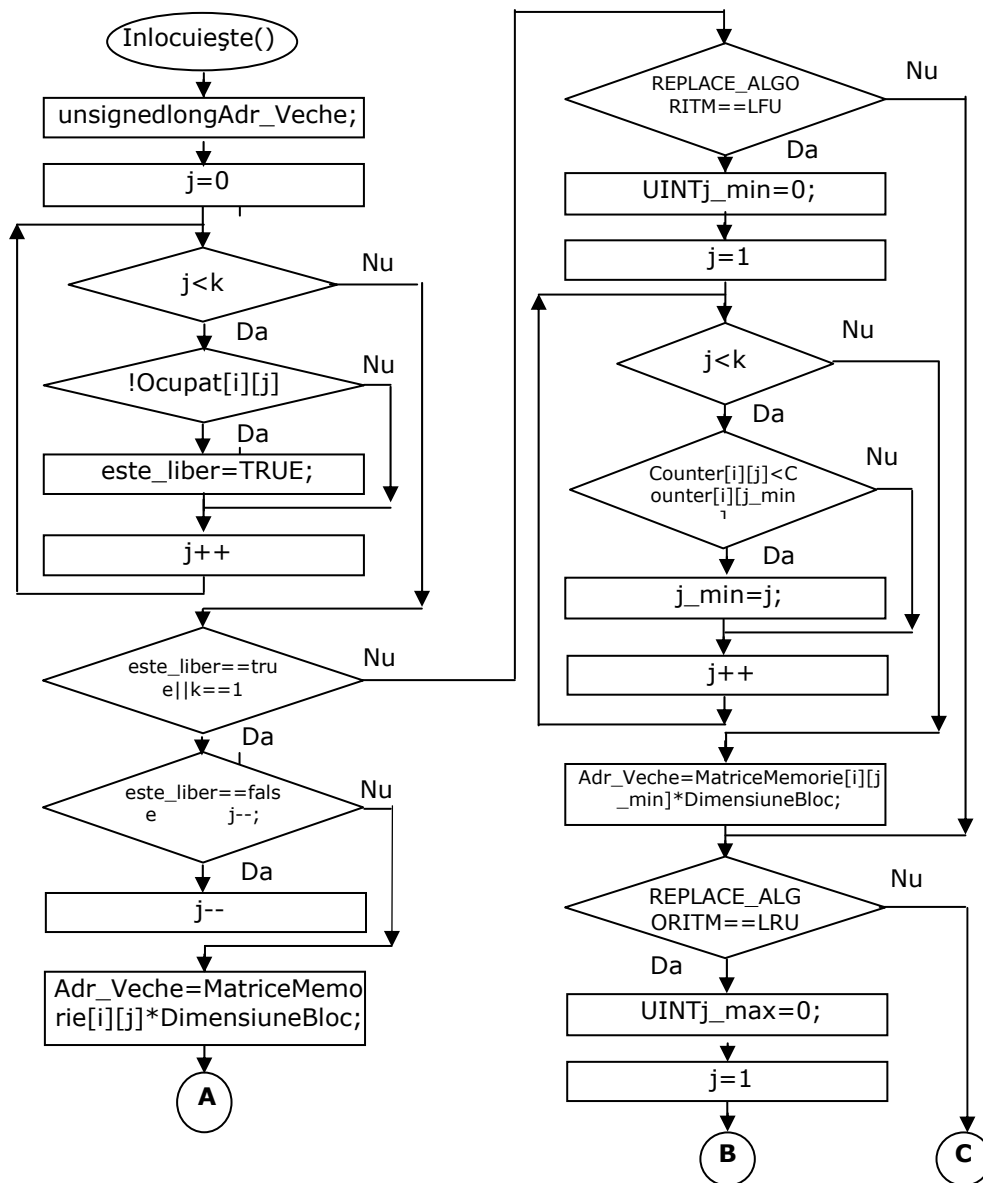 Inlocuieşte()
unsignedlongAdr_Veche;
j=0
j<k
Nu
Da
!Ocupat[i][j]
Nu
Da
este_liber=TRUE;
j++
este_liber==tru
e||k==1
Nu
Da
este_liber==fals
e j--;
Nu
Da
j--
Adr_Veche=MatriceMemo
rie[i][j]*DimensiuneBloc;
A
REPLACE_ALGO
RITM==LFU
Nu
Da
UINTj_min=0;
j=1
j<k
Nu
Da
Counter[i][j]<C
ounter[i][j_min
]
Nu
Da
j_min=j;
j++
Adr_Veche=MatriceMemorie[i][j
_min]*DimensiuneBloc;
REPLACE_ALG
ORITM==LRU
Nu
Da
UINTj_max=0;
j=1
B
C